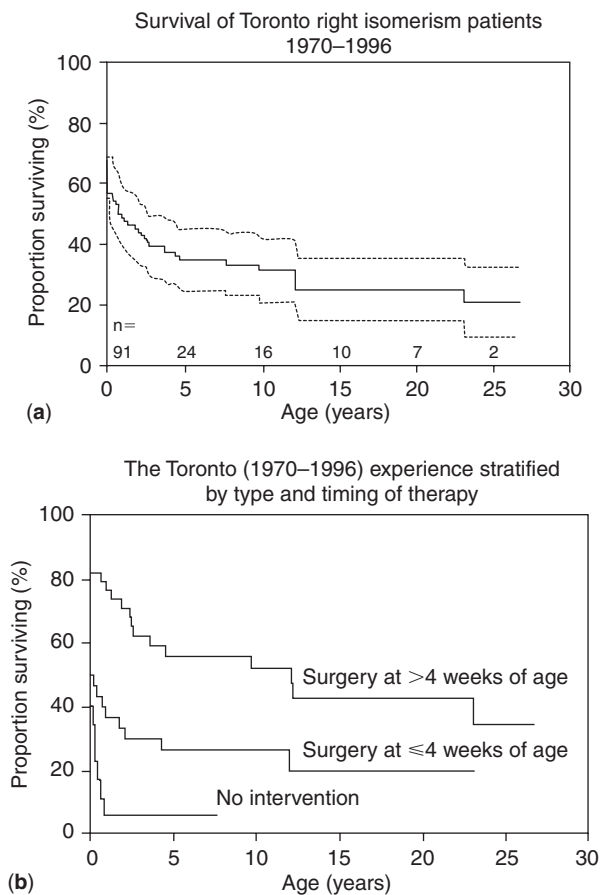 Survival of Toronto right isomerism patients
1970–1996
Proportion surviving (%)
100
80
60
40
20
0
n=
91 24 16 10 7 2
0 5 10 15 20 25 30
Age (years)
(a)
The Toronto (1970–1996) experience stratified
by type and timing of therapy
Proportion surviving (%)
100
80
60
40
20
0
Surgery at >4 weeks of age
Surgery at ⩽4 weeks of age
No intervention
0 5 10 15 20 25 30
Age (years)
(b)